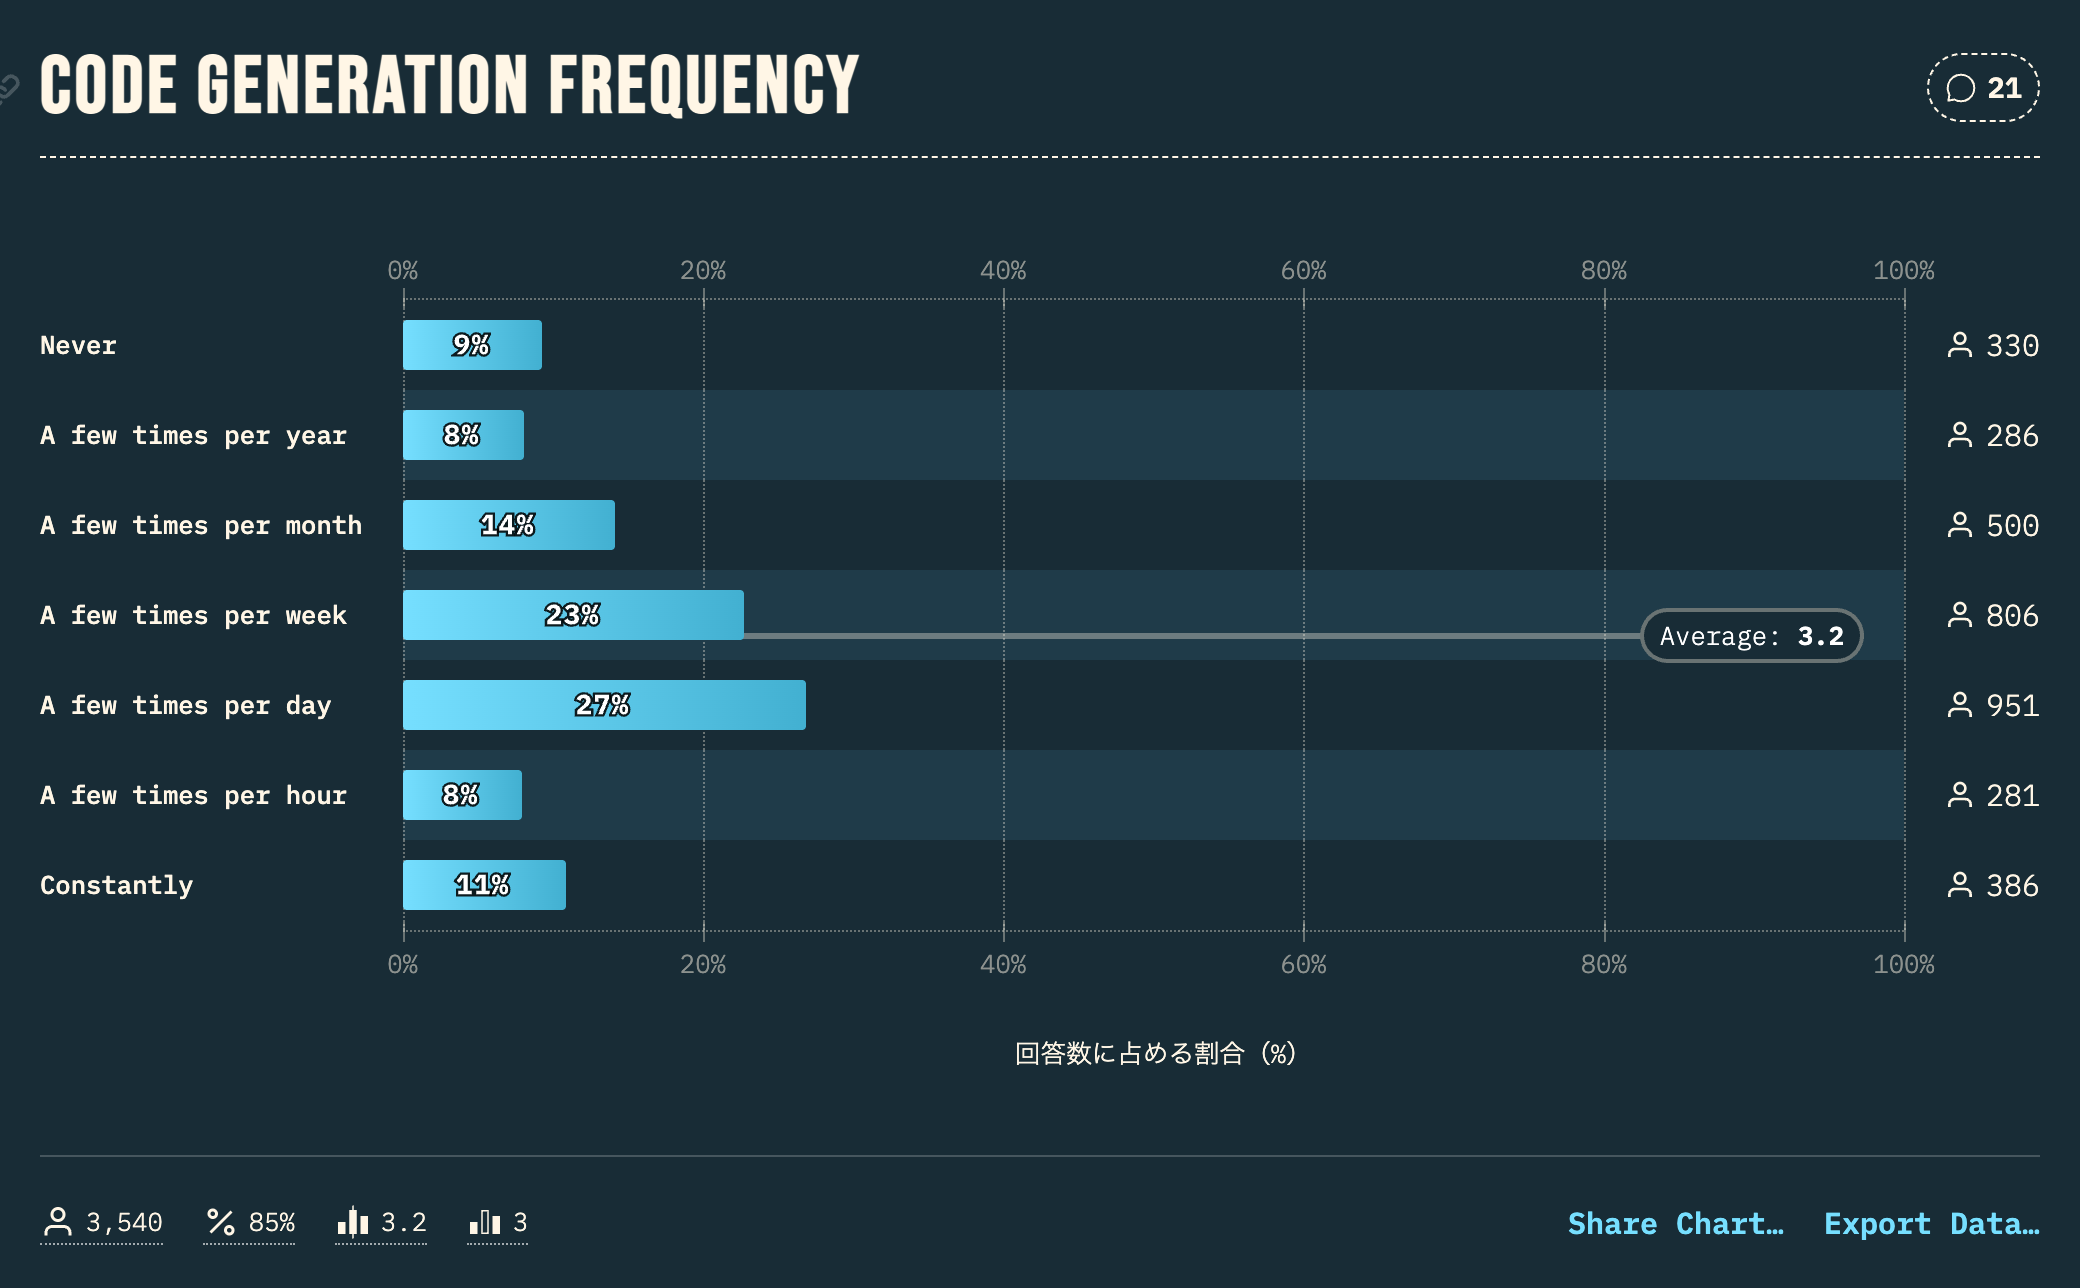 CODE GENERATION FREQUENCY
21
0% 20% 40% 60% 80% 100%
Never 9% 330
A few times per year 8% 286
A few times per month 14% 500
A few times per week 23% 806
Average: 3.2
A few times per day 27% 951
A few times per hour 8% 281
Constantly 11% 386
0% 20% 40% 60% 80% 100%
回答数に占める割合 (%)
3,540 85% 3.2 3
Share Chart… Export Data…